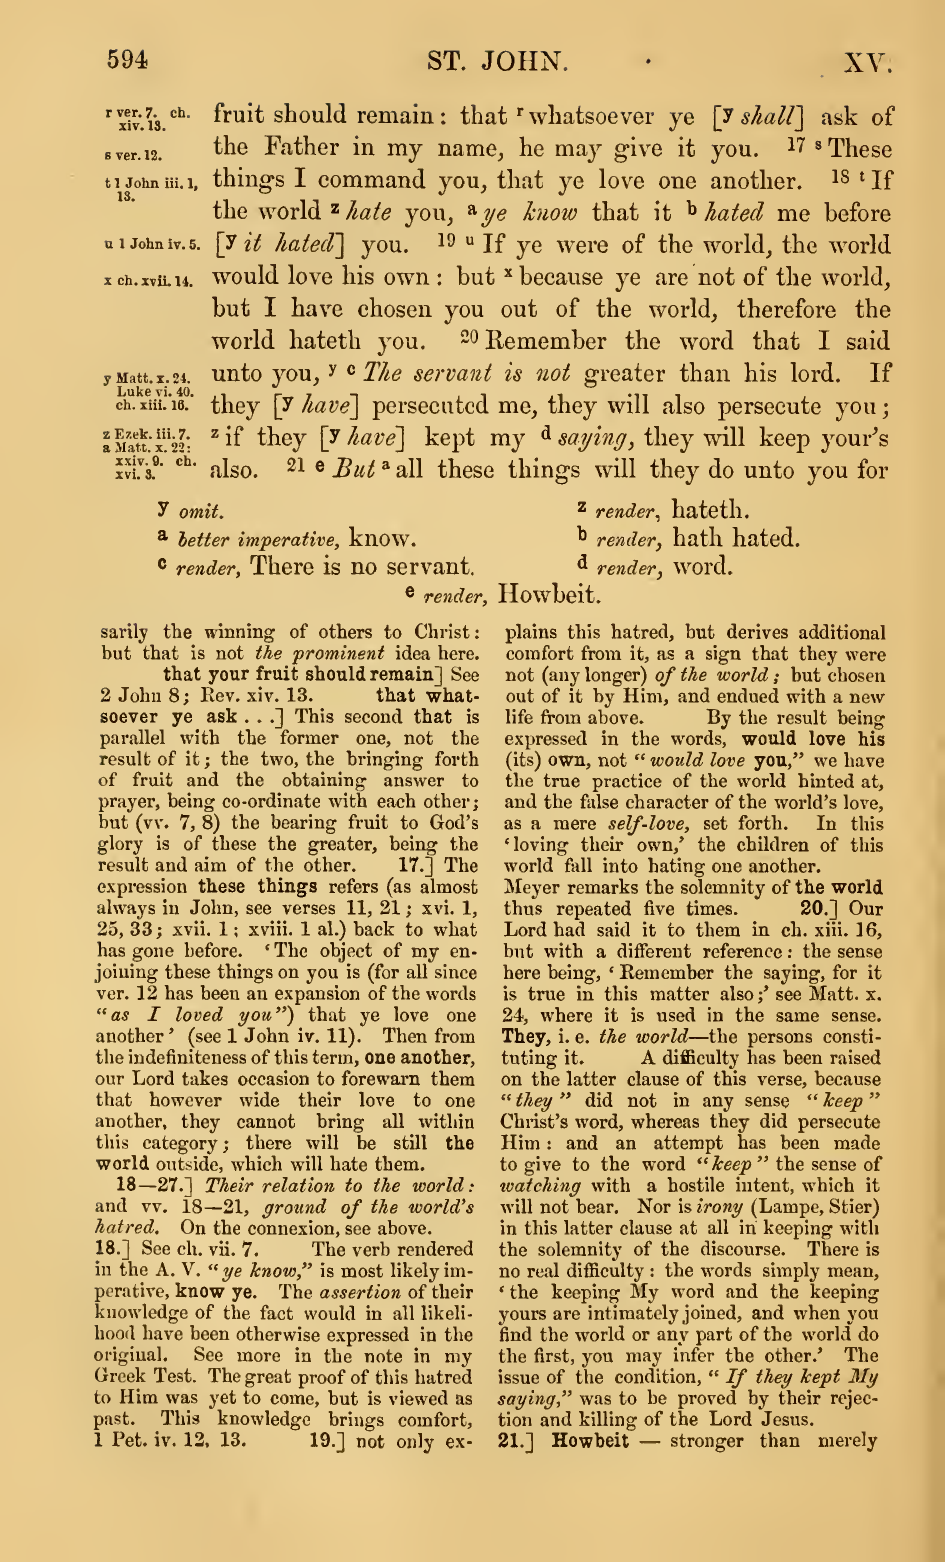 594 ST. JOHN. XV.
r ver. 7. ch. xiv. 13.
s ver. 12.
t 1 John iii. 1, 13.
u 1 John iv. 5.
x ch. xvii. 14.
y Matt. x. 24. Luke vi. 40. ch. xiii. 16.
z Ezek. iii. 7.
a Matt. x. 22: xxiv. 9. ch. xvi. 3.
fruit should remain: that r whatsoever ye [y shall] ask of
the Father in my name, he may give it you. 17 s These
things I command you, that ye love one another. 18 t If
the world z hate you, a ye know that it b hated me before
[y it hated] you. 19 u If ye were of the world, the world
would love his own: but x because ye are not of the world,
but I have chosen you out of the world, therefore the
world hateth you. 20 Remember the word that I said
unto you, y c The servant is not greater than his lord. If
they [y have] persecuted me, they will also persecute you;
z if they [y have] kept my d saying, they will keep your's
also. 21 e But a all these things will they do unto you for
y omit.
z render, hateth.
a better imperative, know.
b render, hath hated.
c render, There is no servant.
d render, word.
e render, Howbeit.
sarily the winning of others to Christ:
but that is not the prominent idea here.
that your fruit should remain] See
2 John 8; Rev. xiv. 13. that what-
soever ye ask . . .] This second that is
parallel with the former one, not the
result of it; the two, the bringing forth
of fruit and the obtaining answer to
prayer, being co-ordinate with each other;
but (vv. 7, 8) the bearing fruit to God's
glory is of these the greater, being the
result and aim of the other. 17.] The
expression these things refers (as almost
always in John, see verses 11, 21; xvi. 1,
25, 33; xvii. 1; xviii. 1 al.) back to what
has gone before. 'The object of my en-
joining these things on you is (for all since
ver. 12 has been an expansion of the words
"as I loved you") that ye love one
another' (see 1 John iv. 11). Then from
the indefiniteness of this term, one another,
our Lord takes occasion to forewarn them
that however wide their love to one
another, they cannot bring all within
this category; there will be still the
world outside, which will hate them.
18—27.] Their relation to the world:
and vv. 18—21, ground of the world's
hatred. On the connexion, see above.
18.] See ch. vii. 7. The verb rendered
in the A. V. "ye know," is most likely im-
perative, know ye. The assertion of their
knowledge of the fact would in all likeli-
hood have been otherwise expressed in the
original. See more in the note in my
Greek Test. The great proof of this hatred
to Him was yet to come, but is viewed as
past. This knowledge brings comfort,
1 Pet. iv. 12, 13. 19.] not only ex-
plains this hatred, but derives additional
comfort from it, as a sign that they were
not (any longer) of the world; but chosen
out of it by Him, and endued with a new
life from above. By the result being
expressed in the words, would love his
(its) own, not "would love you," we have
the true practice of the world hinted at,
and the false character of the world's love,
as a mere self-love, set forth. In this
'loving their own,' the children of this
world fall into hating one another.
Meyer remarks the solemnity of the world
thus repeated five times. 20.] Our
Lord had said it to them in ch. xiii. 16,
but with a different reference: the sense
here being, 'Remember the saying, for it
is true in this matter also;' see Matt. x.
24, where it is used in the same sense.
They, i. e. the world—the persons consti-
tuting it. A difficulty has been raised
on the latter clause of this verse, because
"they" did not in any sense "keep"
Christ's word, whereas they did persecute
Him: and an attempt has been made
to give to the word "keep" the sense of
watching with a hostile intent, which it
will not bear. Nor is irony (Lampe, Stier)
in this latter clause at all in keeping with
the solemnity of the discourse. There is
no real difficulty: the words simply mean,
'the keeping My word and the keeping
yours are intimately joined, and when you
find the world or any part of the world do
the first, you may infer the other.' The
issue of the condition, "If they kept My
saying," was to be proved by their rejec-
tion and killing of the Lord Jesus.
21.] Howbeit — stronger than merely